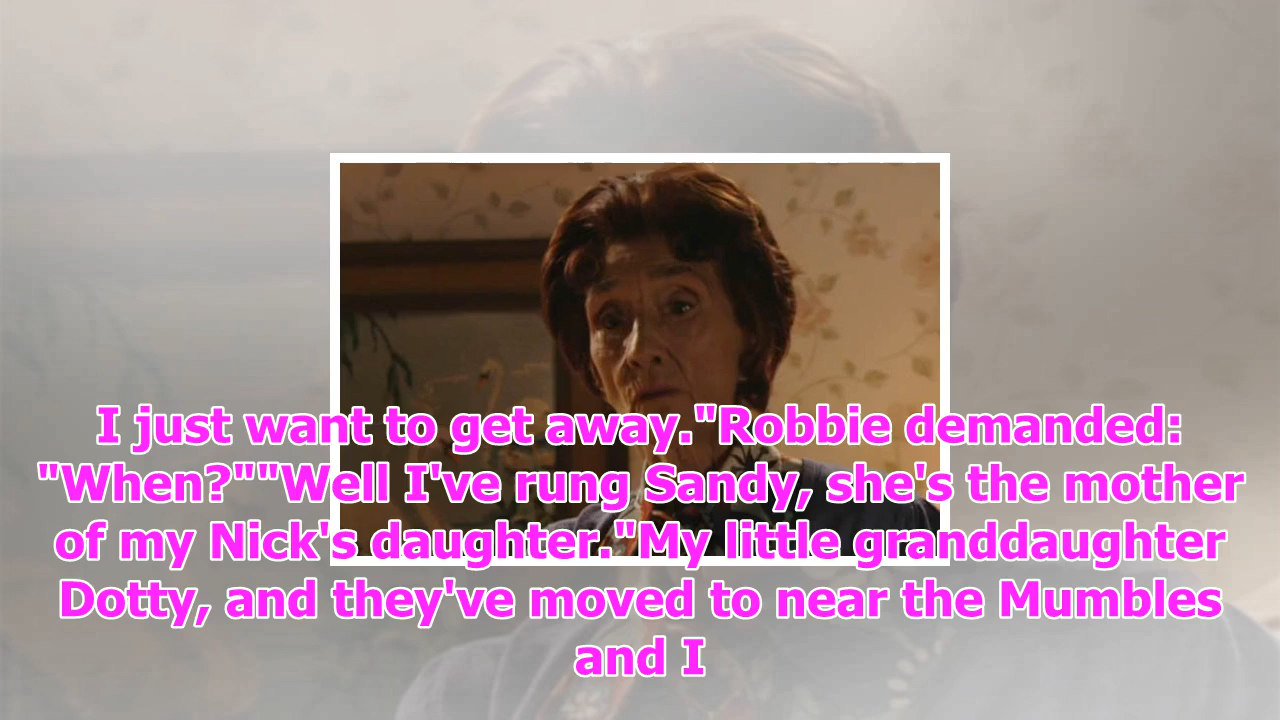 I just want to get away."Robbie demanded:
"When?""Well I've rung Sandy, she's the mother
of my Nick's daughter."My little granddaughter
Dotty, and they've moved to near the Mumbles
and I